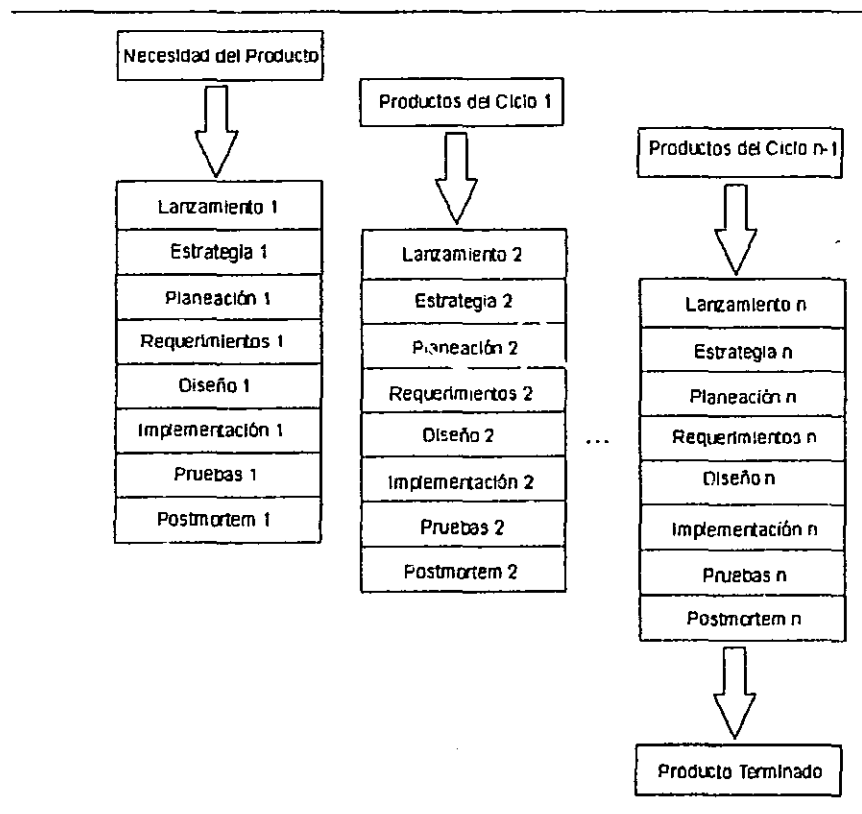 Necesidad del Producto
Lanzamiento 1
Estrategia 1
Planeación 1
Requerimientos 1
Diseño 1
Implementación 1
Pruebas 1
Postmortem 1
Productos del Ciclo 1
Lanzamiento 2
Estrategia 2
Planeación 2
Requerimientos 2
Diseño 2
Implementación 2
Pruebas 2
Postmortem 2
...
Productos del Ciclo n-1
Lanzamiento n
Estrategia n
Planeación n
Requerimientos n
Diseño n
Implementación n
Pruebas n
Postmortem n
Producto Terminado